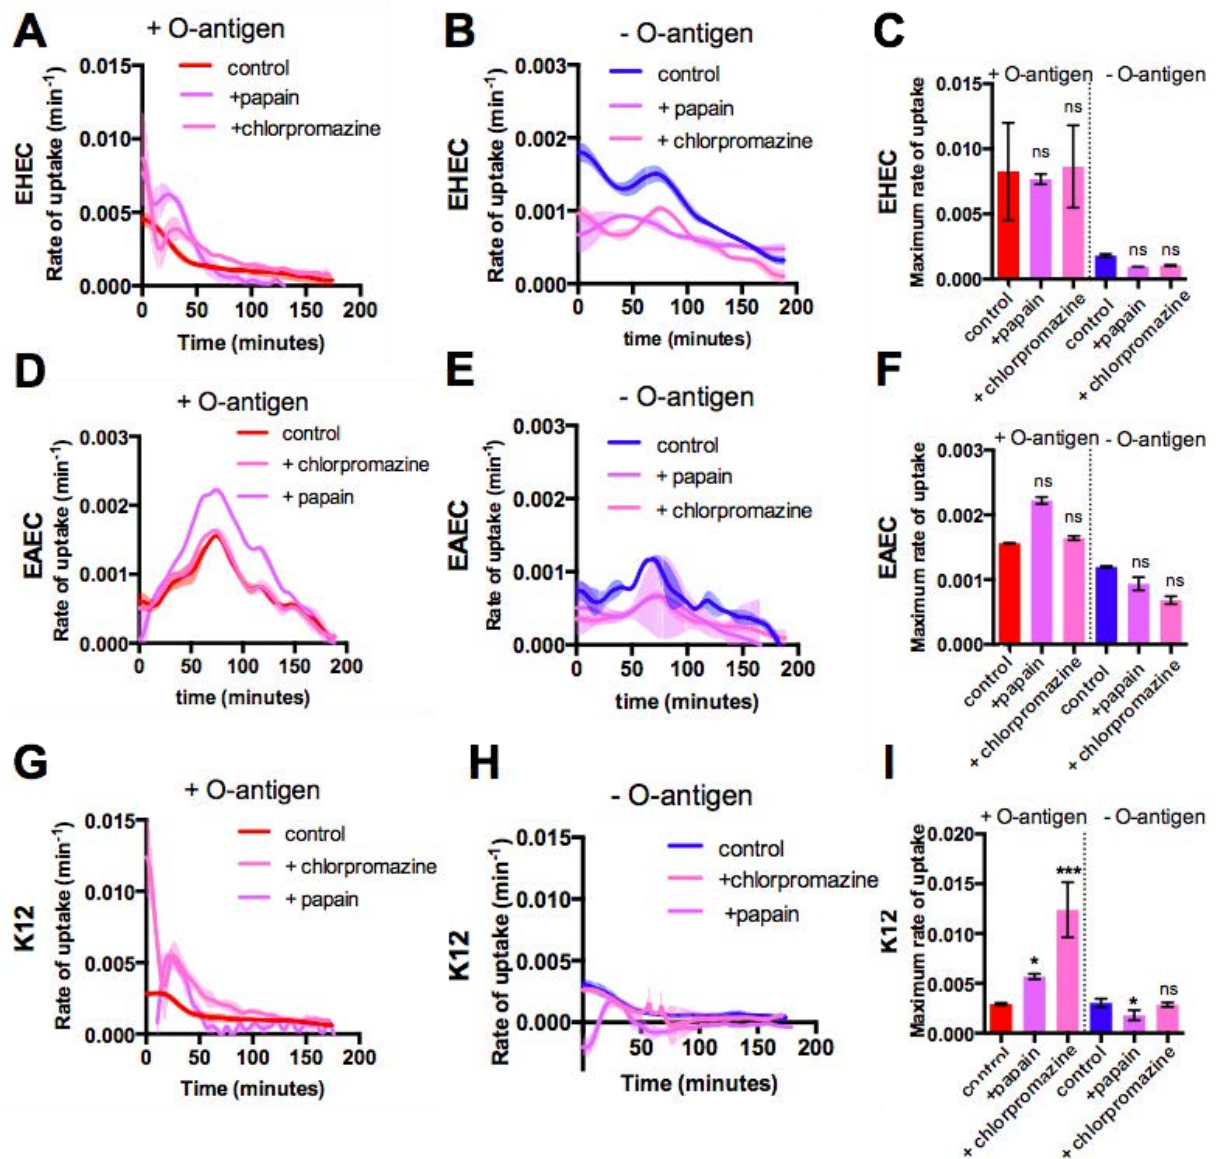 A
+ O-antigen
EHEC
Rate of uptake (min⁻¹)
0.015
0.010
0.005
0.000
control
+papain
+chlorpromazine
0 50 100 150 200
Time (minutes)
B
- O-antigen
EHEC
Rate of uptake (min⁻¹)
0.003
0.002
0.001
0.000
control
+ papain
+ chlorpromazine
0 50 100 150 200
time (minutes)
C
EHEC
Maximum rate of uptake
0.015
0.010
0.005
0.000
+ O-antigen - O-antigen
ns ns ns ns
control +papain + chlorpromazine control +papain + chlorpromazine
D
+ O-antigen
EAEC
Rate of uptake (min⁻¹)
0.003
0.002
0.001
0.000
control
+ chlorpromazine
+ papain
0 50 100 150 200
time (minutes)
E
- O-antigen
EAEC
Rate of uptake (min⁻¹)
0.003
0.002
0.001
0.000
control
+ papain
+ chlorpromazine
0 50 100 150 200
time (minutes)
F
EAEC
Maximum rate of uptake
0.003
0.002
0.001
0.000
+ O-antigen - O-antigen
ns ns ns ns
control +papain + chlorpromazine control +papain + chlorpromazine
G
+ O-antigen
K12
Rate of uptake (min⁻¹)
0.015
0.010
0.005
0.000
control
+ chlorpromazine
+ papain
0 50 100 150 200
Time (minutes)
H
- O-antigen
K12
Rate of uptake (min⁻¹)
0.015
0.010
0.005
0.000
control
+chlorpromazine
+papain
50 100 150 200
Time (minutes)
I
K12
Maximum rate of uptake
0.020
0.015
0.010
0.005
0.000
+ O-antigen - O-antigen
* *** * ns
control +papain + chlorpromazine control +papain + chlorpromazine